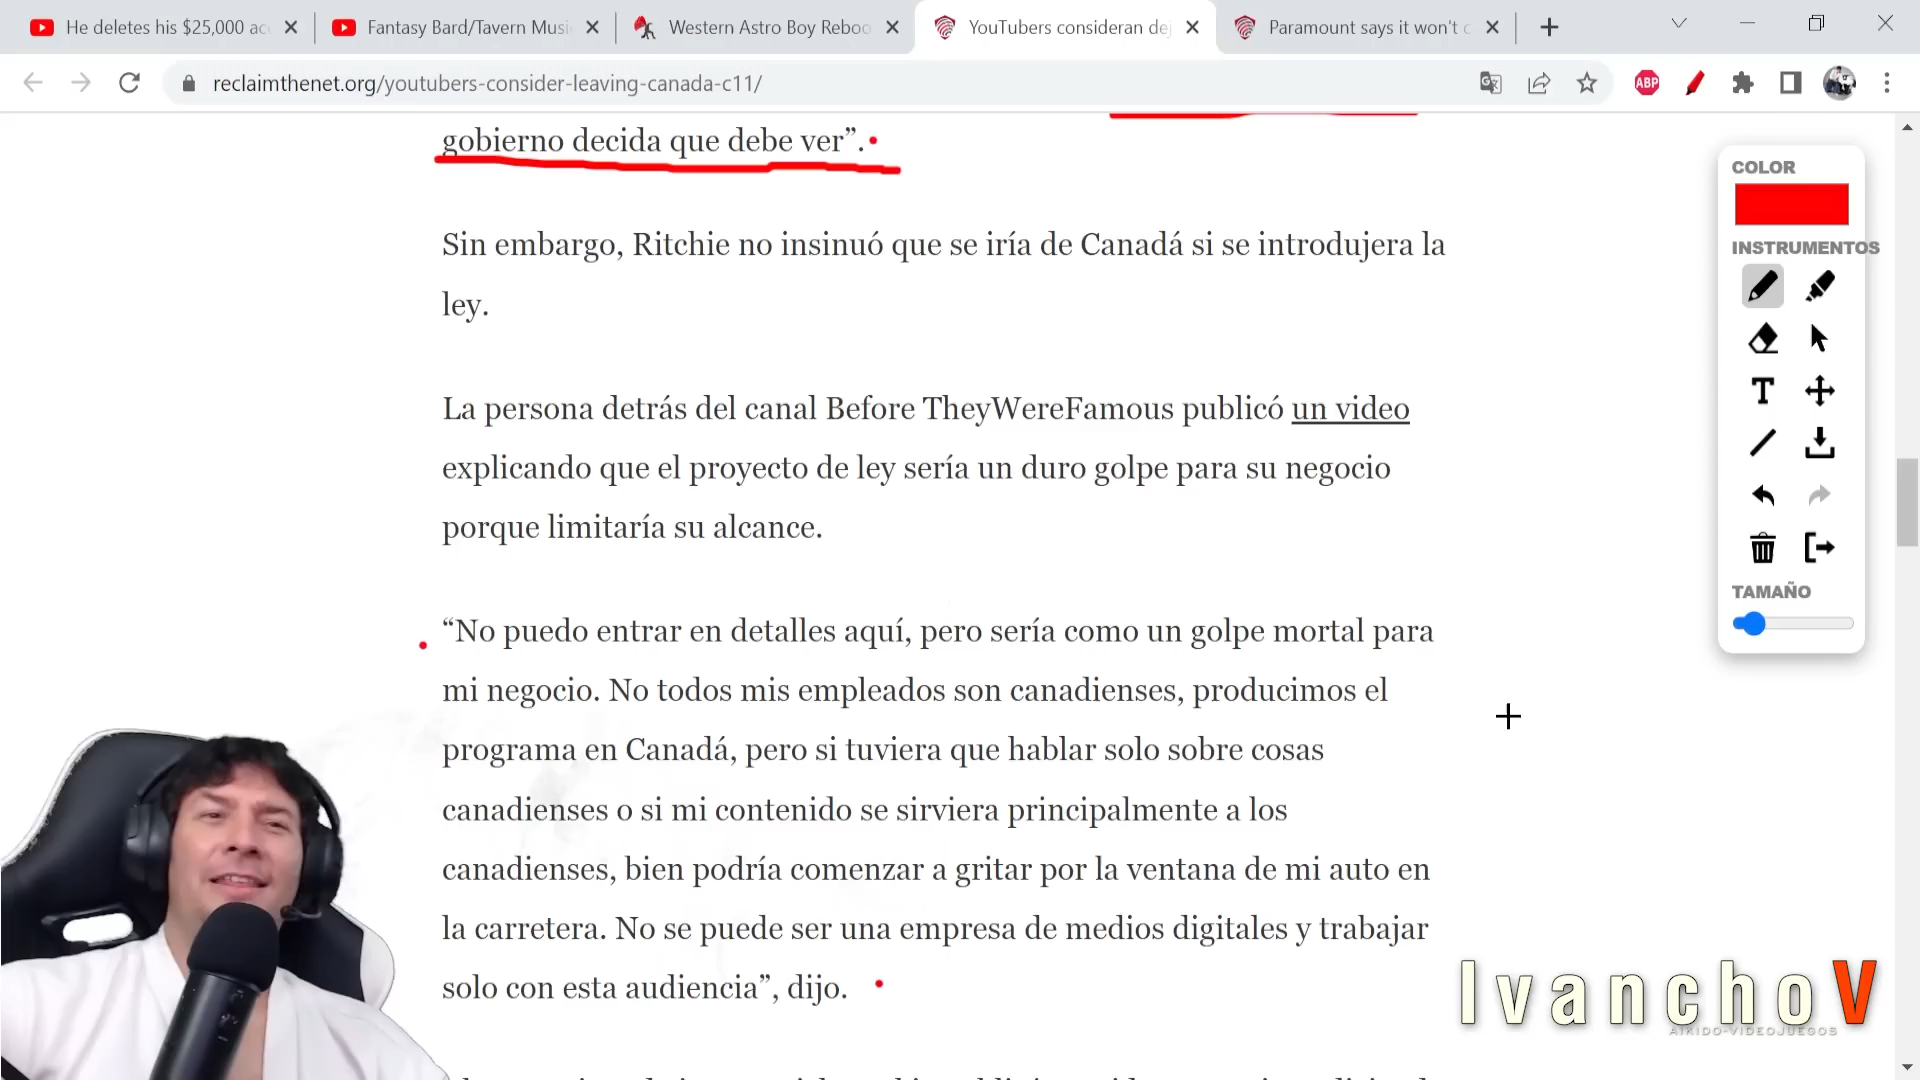 He deletes his $25,000 acc
Fantasy Bard/Tavern Musi
Western Astro Boy Reboo
YouTubers consideran dej
Paramount says it won't c
reclaimthenet.org/youtubers-consider-leaving-canada-c11/
ABP
gobierno decida que debe ver”.
Sin embargo, Ritchie no insinuó que se iría de Canadá si se introdujera la
ley.
La persona detrás del canal Before TheyWereFamous publicó un video
explicando que el proyecto de ley sería un duro golpe para su negocio
porque limitaría su alcance.
“No puedo entrar en detalles aquí, pero sería como un golpe mortal para
mi negocio. No todos mis empleados son canadienses, producimos el
programa en Canadá, pero si tuviera que hablar solo sobre cosas
canadienses o si mi contenido se sirviera principalmente a los
canadienses, bien podría comenzar a gritar por la ventana de mi auto en
la carretera. No se puede ser una empresa de medios digitales y trabajar
solo con esta audiencia”, dijo.
COLOR
INSTRUMENTOS
T
TAMAÑO
IvanchoV
AIKIDO-VIDEOJUEGOS